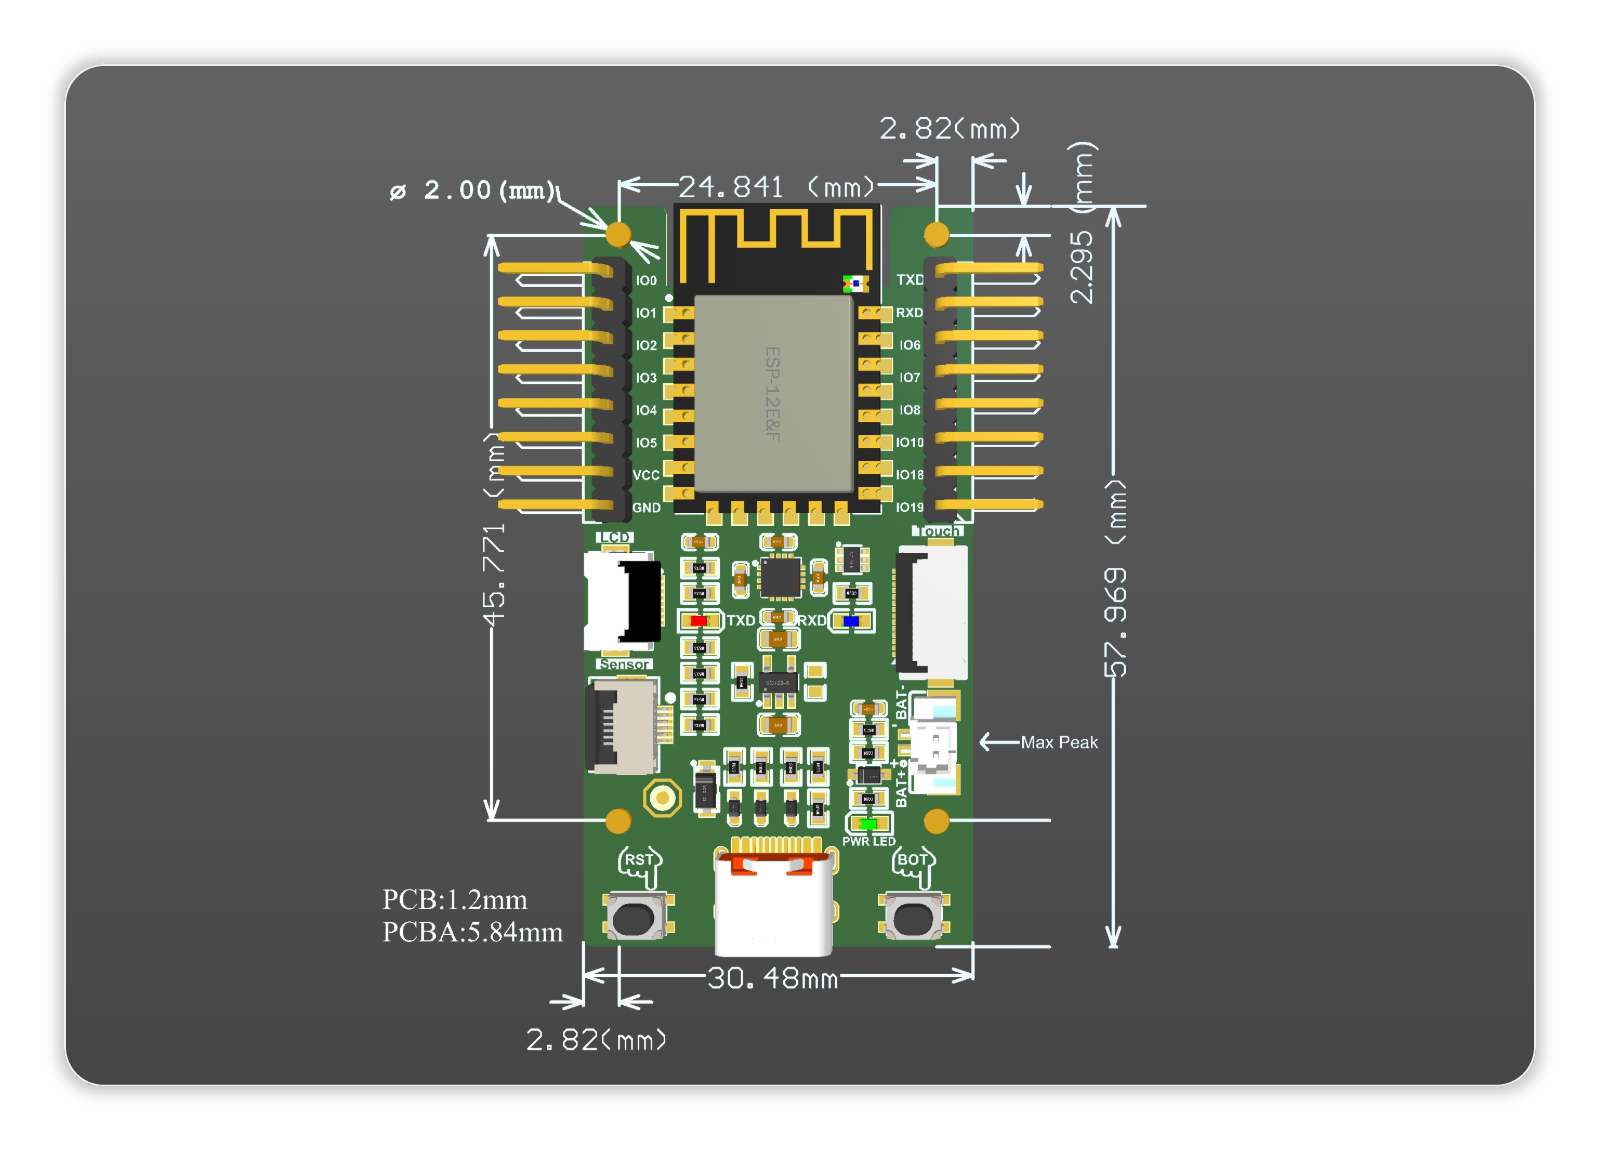 2.82(mm)
ø 2.00(mm)
24.841 (mm)
2.295 (mm)
IO0
IO1
IO2
IO3
IO4
IO5
VCC
GND
TXD
RXD
IO6
IO7
IO8
IO10
IO18
IO19
ESP-12E&F
45.771 (mm)
57.969 (mm)
LCD
Touch
TXD
RXD
Sensor
BAT-
-
+
BAT+
Max Peak
PWR LED
RST
BOT
PCB:1.2mm
PCBA:5.84mm
30.48mm
2.82(mm)